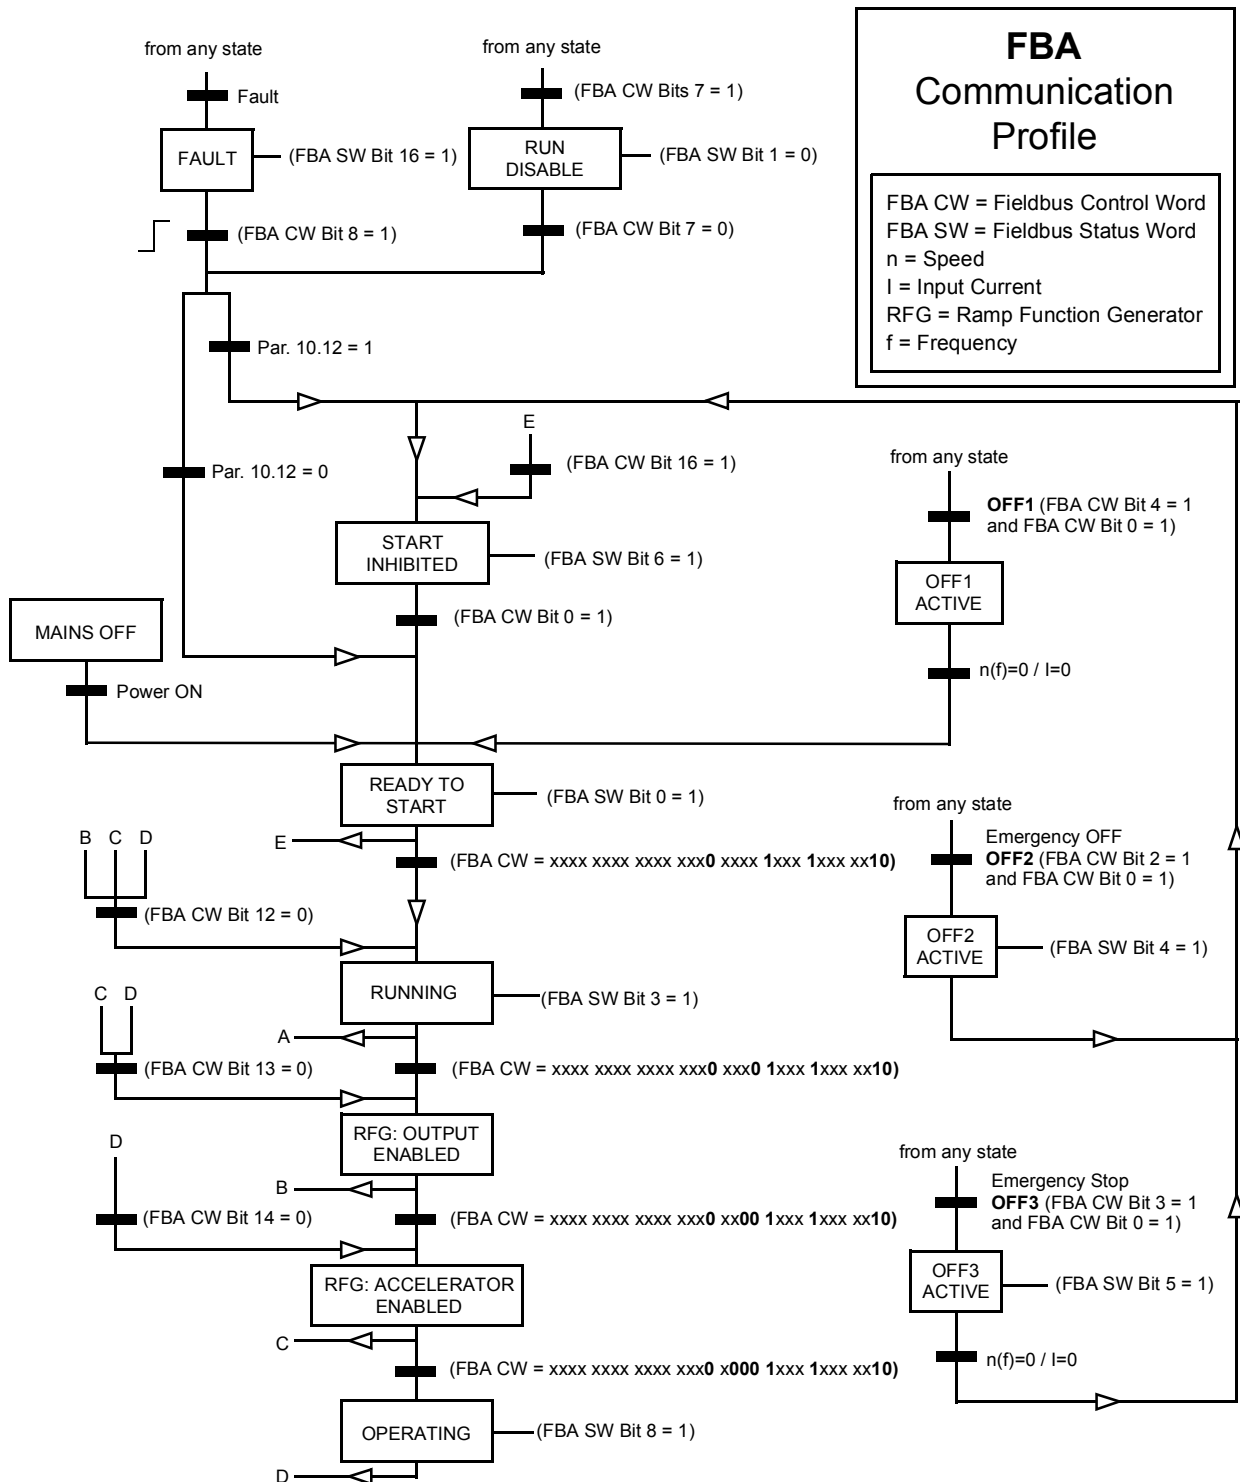 FBA
Communication
Profile
FBA CW = Fieldbus Control Word
FBA SW = Fieldbus Status Word
n = Speed
I = Input Current
RFG = Ramp Function Generator
f = Frequency
from any state
Fault
FAULT
(FBA SW Bit 16 = 1)
(FBA CW Bit 8 = 1)
from any state
(FBA CW Bits 7 = 1)
RUN
DISABLE
(FBA SW Bit 1 = 0)
(FBA CW Bit 7 = 0)
Par. 10.12 = 1
Par. 10.12 = 0
E
(FBA CW Bit 16 = 1)
START
INHIBITED
(FBA SW Bit 6 = 1)
(FBA CW Bit 0 = 1)
from any state
OFF1 (FBA CW Bit 4 = 1
and FBA CW Bit 0 = 1)
OFF1
ACTIVE
n(f)=0 / I=0
MAINS OFF
Power ON
READY TO
START
(FBA SW Bit 0 = 1)
E
(FBA CW = xxxx xxxx xxxx xxx0 xxxx 1xxx 1xxx xx10)
B C D
(FBA CW Bit 12 = 0)
from any state
Emergency OFF
OFF2 (FBA CW Bit 2 = 1
and FBA CW Bit 0 = 1)
OFF2
ACTIVE
(FBA SW Bit 4 = 1)
RUNNING
(FBA SW Bit 3 = 1)
A
(FBA CW = xxxx xxxx xxxx xxx0 xxx0 1xxx 1xxx xx10)
C D
(FBA CW Bit 13 = 0)
RFG: OUTPUT
ENABLED
B
(FBA CW = xxxx xxxx xxxx xxx0 xx00 1xxx 1xxx xx10)
D
(FBA CW Bit 14 = 0)
from any state
Emergency Stop
OFF3 (FBA CW Bit 3 = 1
and FBA CW Bit 0 = 1)
OFF3
ACTIVE
(FBA SW Bit 5 = 1)
n(f)=0 / I=0
RFG: ACCELERATOR
ENABLED
C
(FBA CW = xxxx xxxx xxxx xxx0 x000 1xxx 1xxx xx10)
OPERATING
(FBA SW Bit 8 = 1)
D